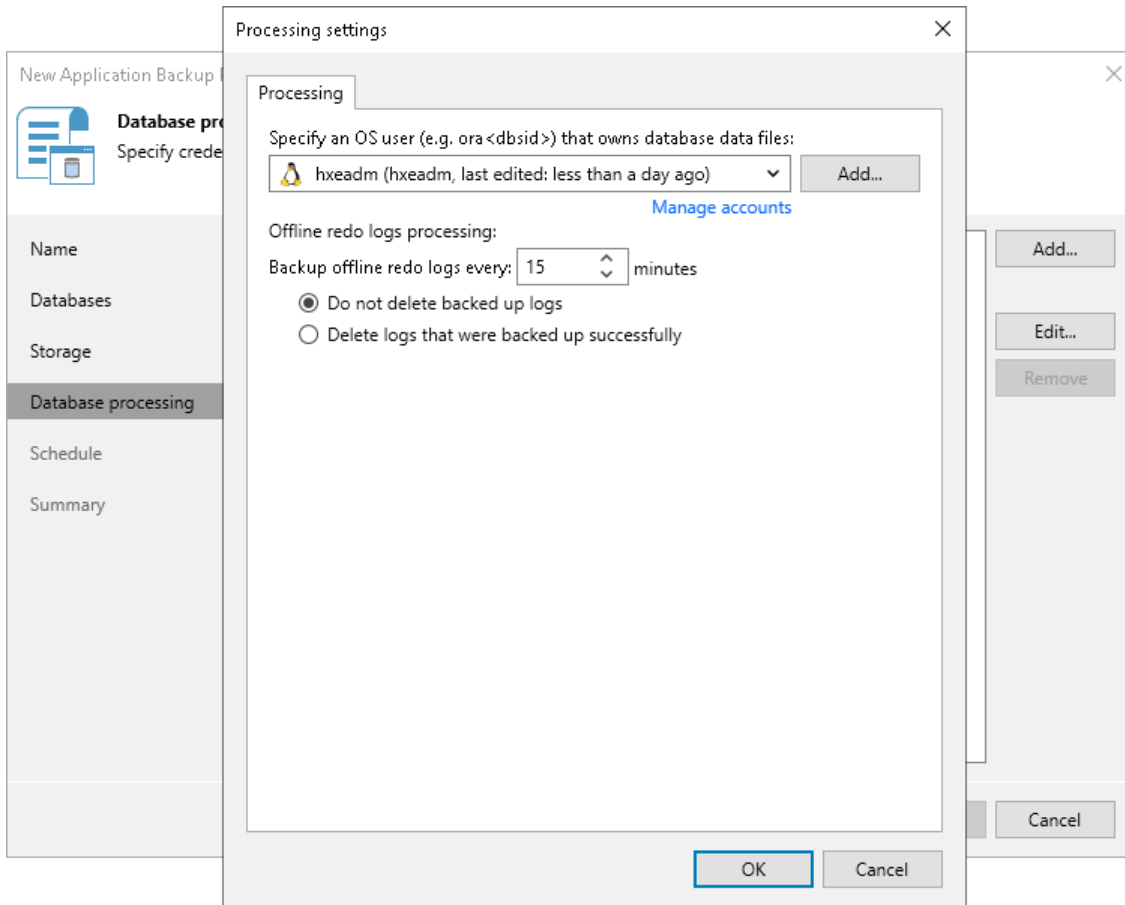 Processing settings
New Application Backup
Database
Specify
Processing
Specify an OS user (e.g. ora<dbsid>) that owns database data files:
hxeadm (hxeadm, last edited: less than a day ago)
Add...
Manage accounts
Offline redo logs processing:
Backup offline redo logs every: 15 minutes
Do not delete backed up logs
Delete logs that were backed up successfully
Name
Databases
Storage
Database processing
Schedule
Summary
Add...
Edit...
Remove
Cancel
OK
Cancel